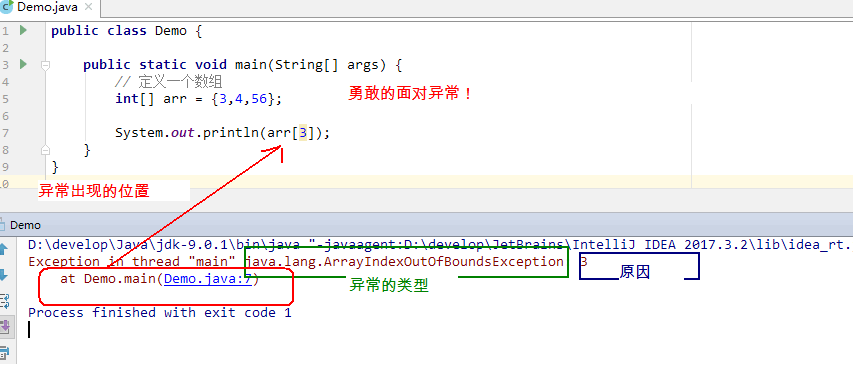 Demo.java
1 public class Demo {
2
3 public static void main(String[] args) {
4 // 定义一个数组
5 int[] arr = {3,4,56};
勇敢的面对异常！
6
7 System.out.println(arr[3]);
8 }
9 }
10
异常出现的位置
Demo
D:\develop\Java\jdk-9.0.1\bin\java "-javaagent:D:\develop\JetBrains\IntelliJ IDEA 2017.3.2\lib\idea_rt.
Exception in thread "main" java.lang.ArrayIndexOutOfBoundsException: 3
原因
at Demo.main(Demo.java:7)
异常的类型
Process finished with exit code 1